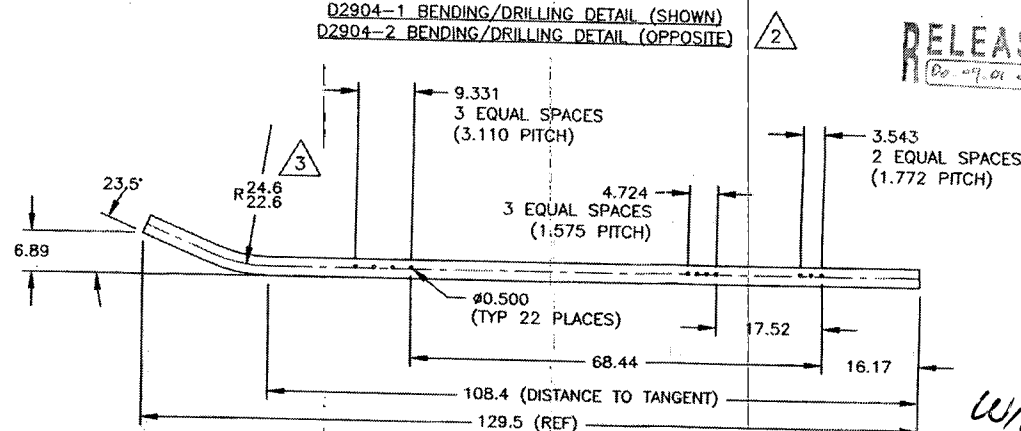 D2904-1 BENDING/DRILLING DETAIL (SHOWN)
D2904-2 BENDING/DRILLING DETAIL (OPPOSITE)
2
9.331
3 EQUAL SPACES
(3.110 PITCH)
3
R24.6
22.6
23.5°
6.89
4.724
3 EQUAL SPACES
(1.575 PITCH)
3.543
2 EQUAL SPACES
(1.772 PITCH)
ø0.500
(TYP 22 PLACES)
17.52
68.44
16.17
108.4 (DISTANCE TO TANGENT)
129.5 (REF)